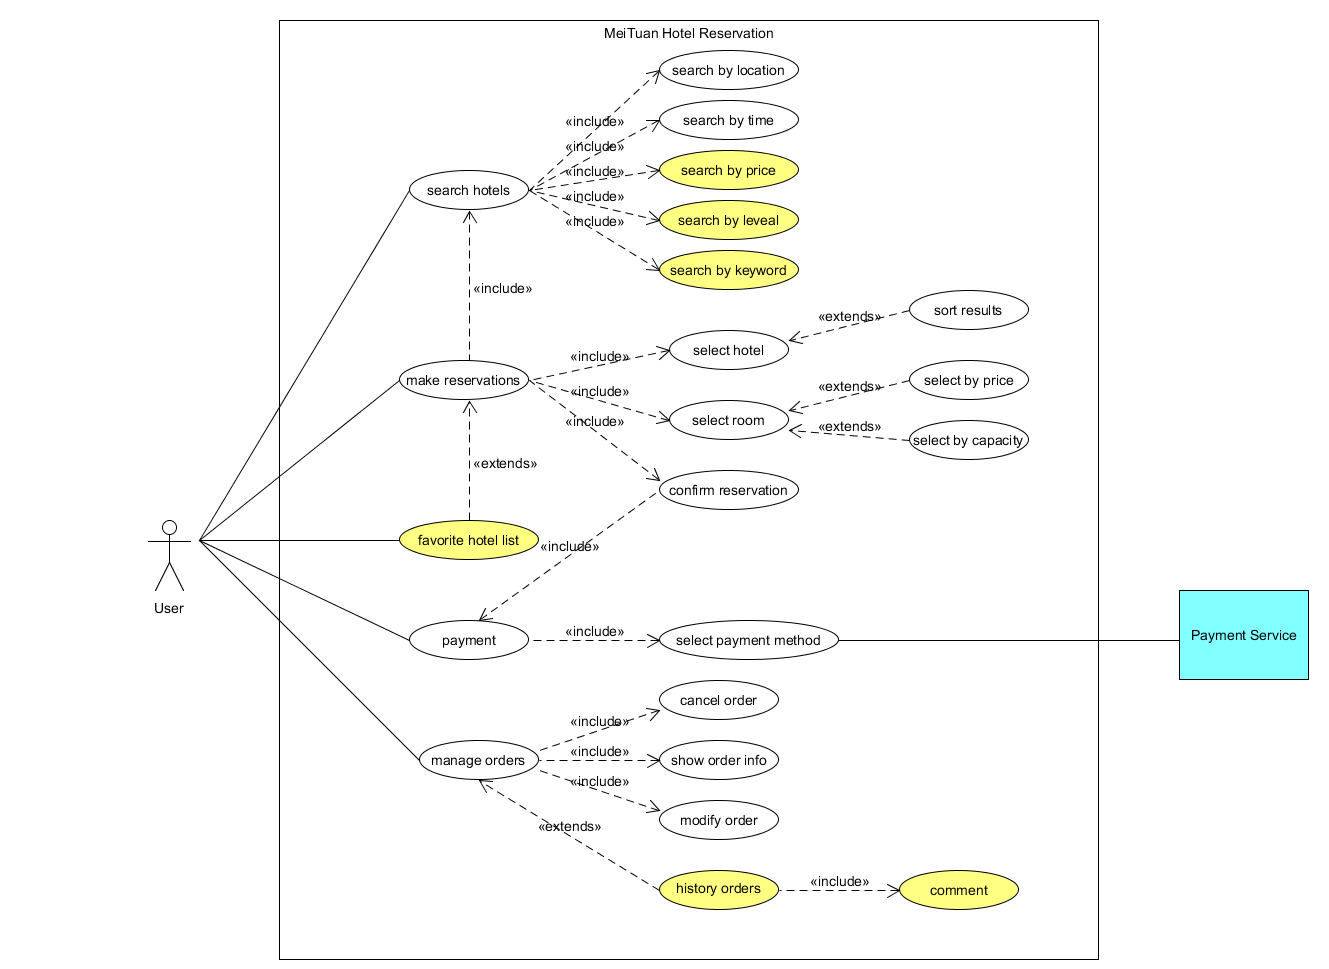 MeiTuan Hotel Reservation
search by location
«include»
search by time
«include»
search by price
«include»
search hotels
«include»
search by leveal
«include»
search by keyword
«include»
sort results
«extends»
select hotel
«include»
make reservations
select by price
«extends»
«include»
select room
«extends»
select by capacity
«include»
«extends»
confirm reservation
favorite hotel list
«include»
User
payment
«include»
select payment method
Payment Service
cancel order
«include»
manage orders
«include»
show order info
«include»
modify order
«extends»
history orders
«include»
comment